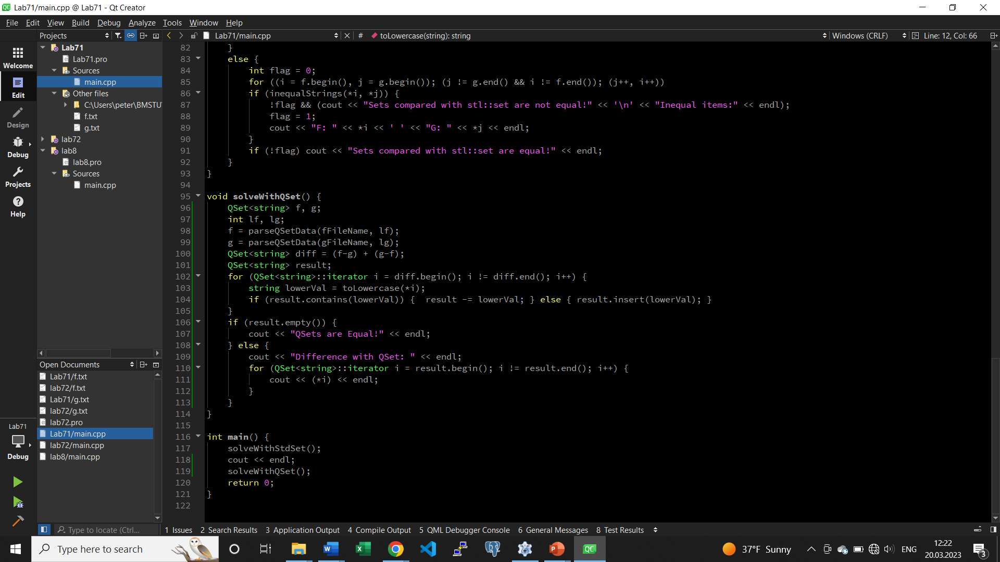 QC Lab71/main.cpp @ Lab71 - Qt Creator
File Edit View Build Debug Analyze Tools Window Help
Projects
Lab71/main.cpp
# toLowercase(string): string
Windows (CRLF)
Line: 12, Col: 66
Welcome
Edit
Design
Debug
Projects
Help
Lab71
Lab71.pro
Sources
main.cpp
Other files
C:\Users\peter\BMSTU
f.txt
g.txt
lab72
lab8
lab8.pro
Sources
main.cpp
Open Documents
Lab71/f.txt
lab72/f.txt
Lab71/g.txt
lab72/g.txt
lab72.pro
Lab71/main.cpp
lab72/main.cpp
lab8/main.cpp
Lab71
Debug
82 }
83 else {
84 int flag = 0;
85 for ((i = f.begin(), j = g.begin()); (j != g.end() && i != f.end()); (j++, i++))
86 if (inequalStrings(*i, *j)) {
87 !flag && (cout << "Sets compared with stl::set are not equal!" << '\n' << "Inequal items:" << endl);
88 flag = 1;
89 cout << "F: " << *i << ' ' << "G: " << *j << endl;
90 }
91 if (!flag) cout << "Sets compared with stl::set are equal!" << endl;
92 }
93 }
94
95 void solveWithQSet() {
96 QSet<string> f, g;
97 int lf, lg;
98 f = parseQSetData(fFileName, lf);
99 g = parseQSetData(gFileName, lg);
100 QSet<string> diff = (f-g) + (g-f);
101 QSet<string> result;
102 for (QSet<string>::iterator i = diff.begin(); i != diff.end(); i++) {
103 string lowerVal = toLowercase(*i);
104 if (result.contains(lowerVal)) {  result -= lowerVal; } else { result.insert(lowerVal); }
105 }
106 if (result.empty()) {
107 cout << "QSets are Equal!" << endl;
108 } else {
109 cout << "Difference with QSet: " << endl;
110 for (QSet<string>::iterator i = result.begin(); i != result.end(); i++) {
111 cout << (*i) << endl;
112 }
113 }
114 }
115
116 int main() {
117 solveWithStdSet();
118 cout << endl;
119 solveWithQSet();
120 return 0;
121 }
122
Type to locate (Ctrl...
1 Issues 2 Search Results 3 Application Output 4 Compile Output 5 QML Debugger Console 6 General Messages 8 Test Results
Type here to search
QC
37°F Sunny
ENG
12:22
20.03.2023
3